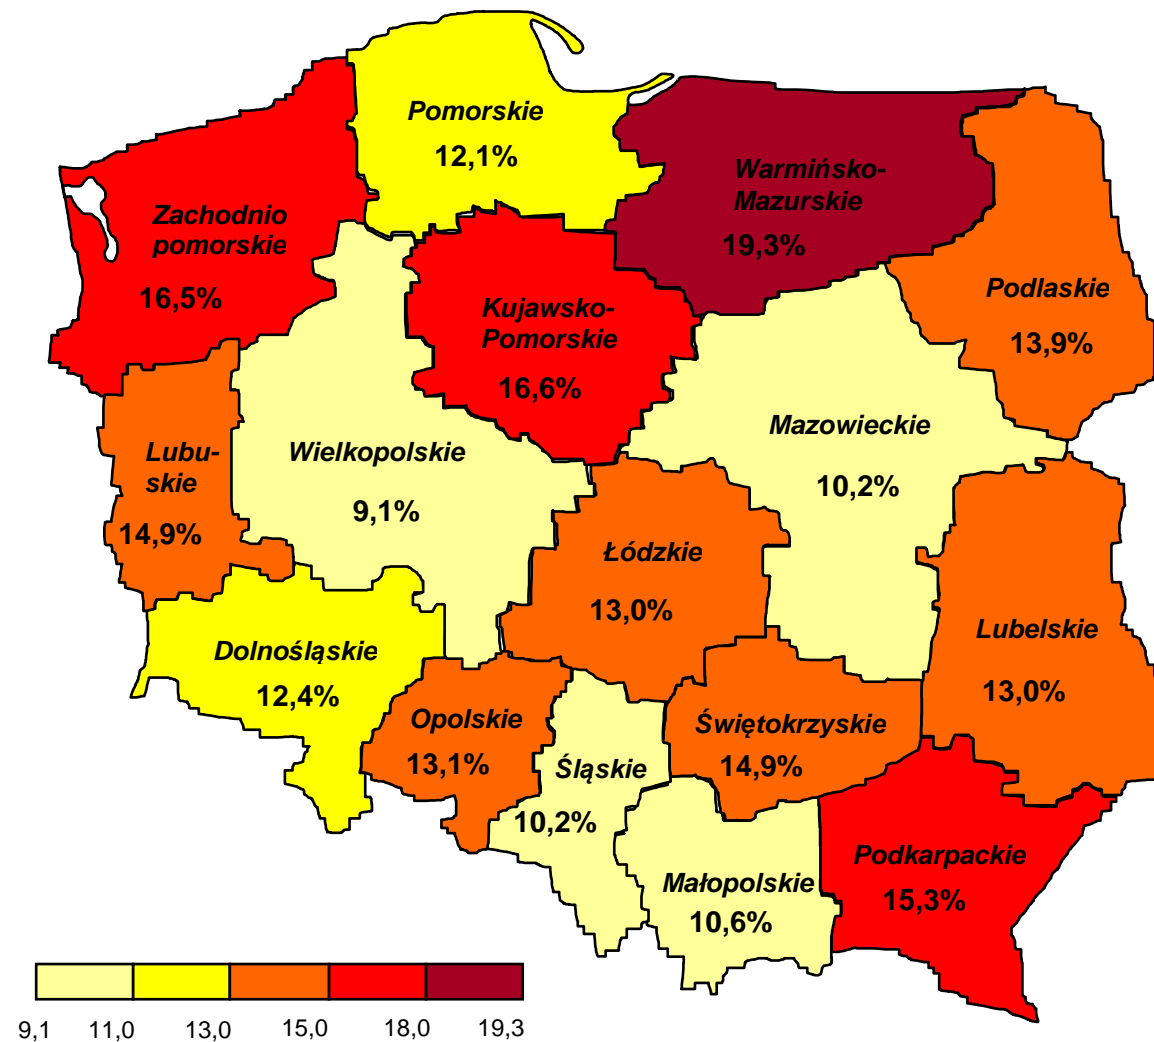 Pomorskie
12,1%
Warmińsko-
Mazurskie
19,3%
Zachodnio
pomorskie
16,5%
Podlaskie
13,9%
Kujawsko-
Pomorskie
16,6%
Mazowieckie
10,2%
Lubu-
skie
14,9%
Wielkopolskie
9,1%
Łódzkie
13,0%
Lubelskie
13,0%
Dolnośląskie
12,4%
Opolskie
13,1%
Śląskie
10,2%
Świętokrzyskie
14,9%
Podkarpackie
15,3%
Małopolskie
10,6%
9,1 11,0 13,0 15,0 18,0 19,3